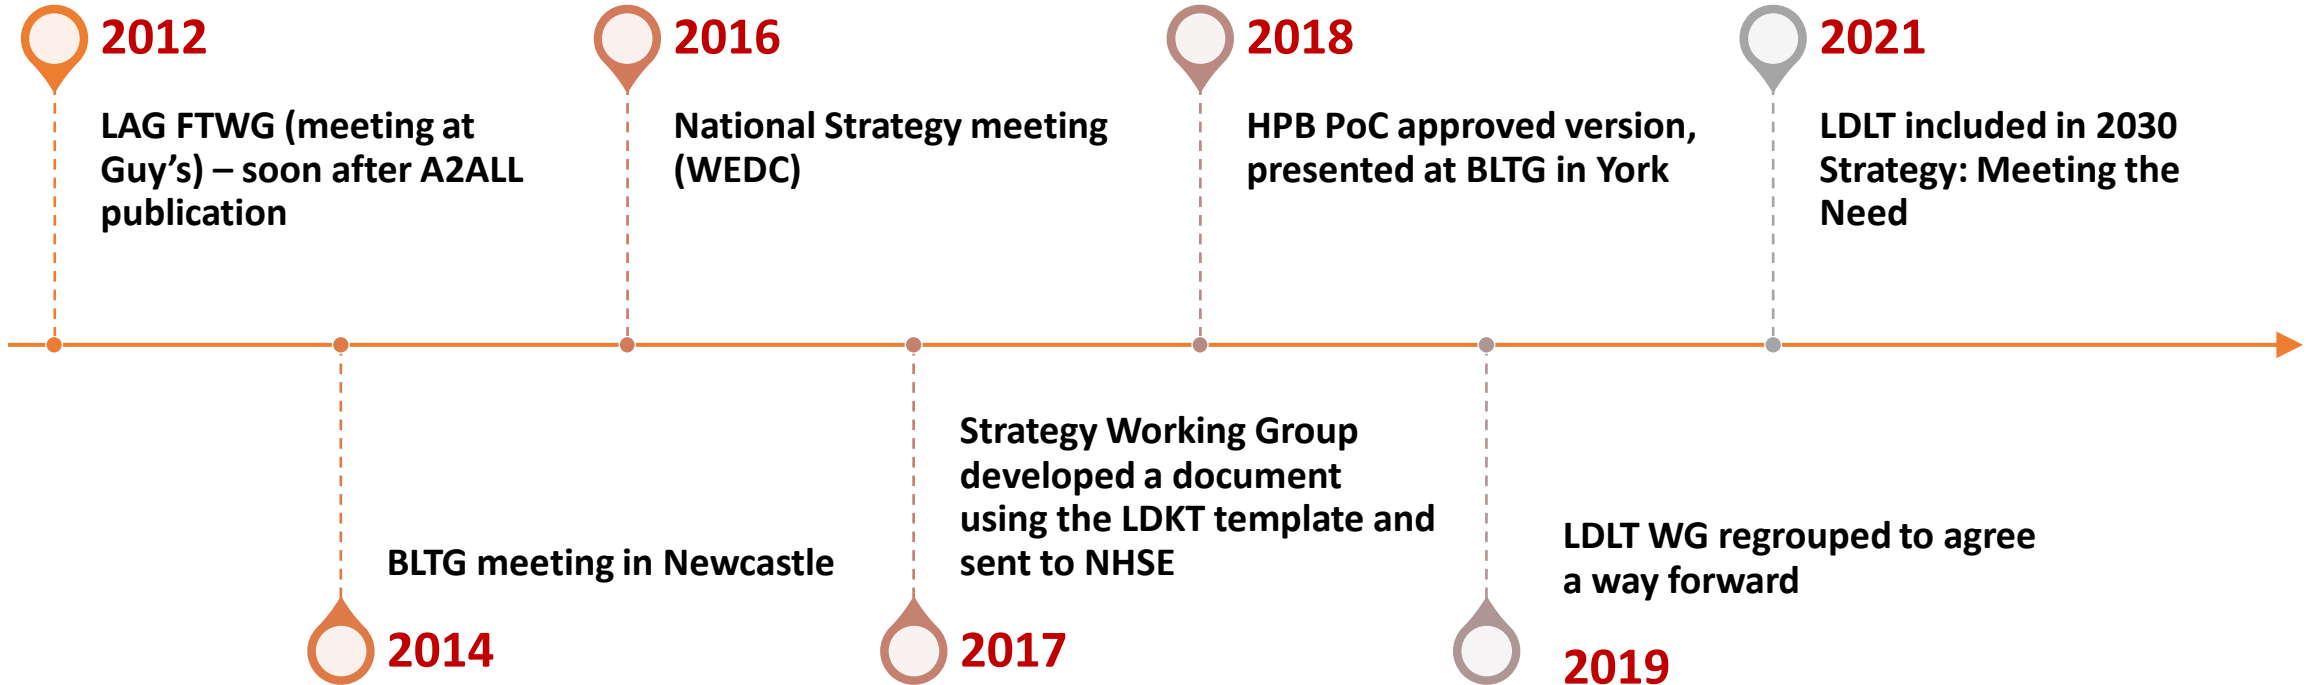 2012
LAG FTWG (meeting at
Guy’s) – soon after A2ALL
publication
2014
BLTG meeting in Newcastle
2016
National Strategy meeting
(WEDC)
2017
Strategy Working Group
developed a document
using the LDKT template and
sent to NHSE
2018
HPB PoC approved version,
presented at BLTG in York
2019
LDLT WG regrouped to agree
a way forward
2021
LDLT included in 2030
Strategy: Meeting the
Need